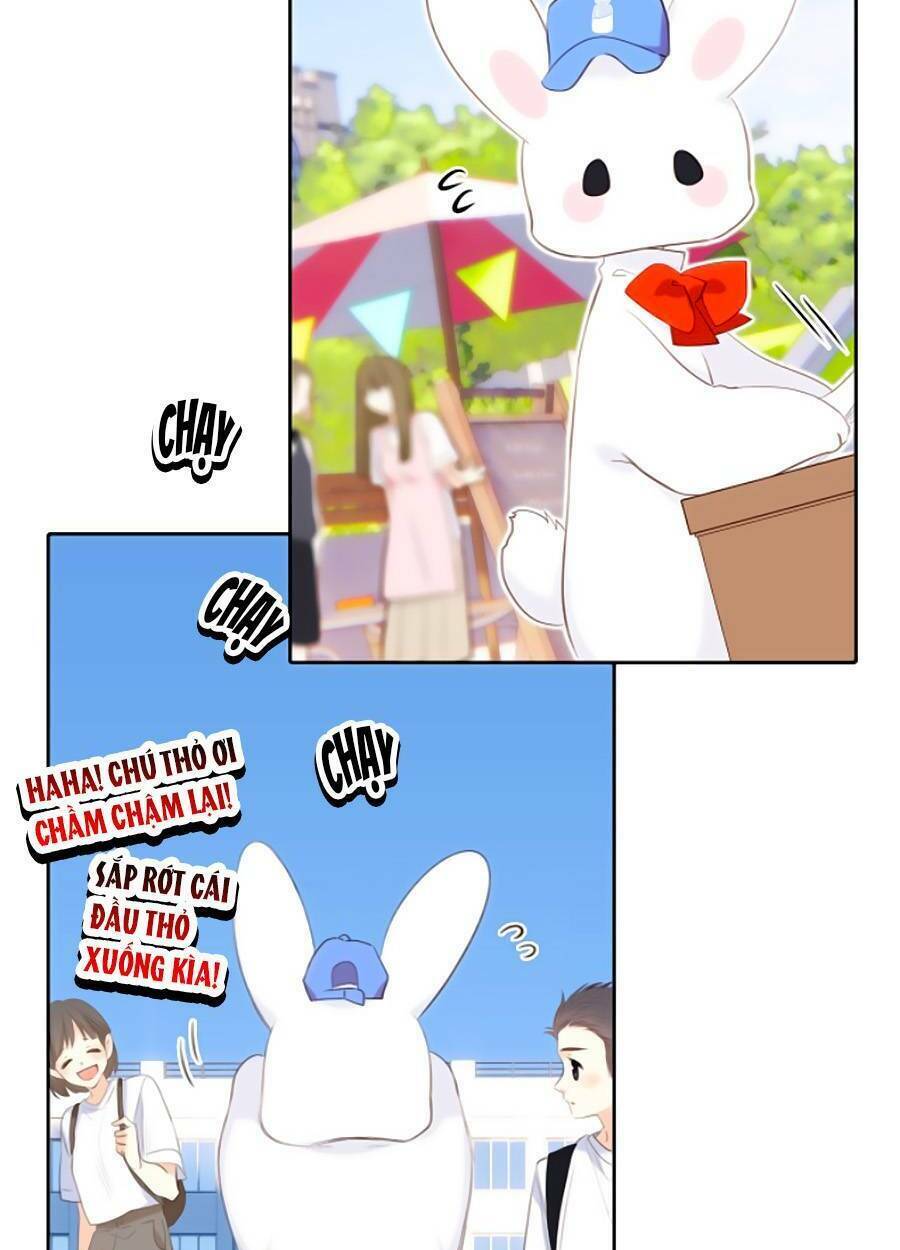 CHẠY
CHẠY
CHẠY
HAHA! CHÚ THỎ ƠI
CHẦM CHẬM LẠI!
SẮP RỚT CÁI
ĐẦU THỎ
XUỐNG KÌA!